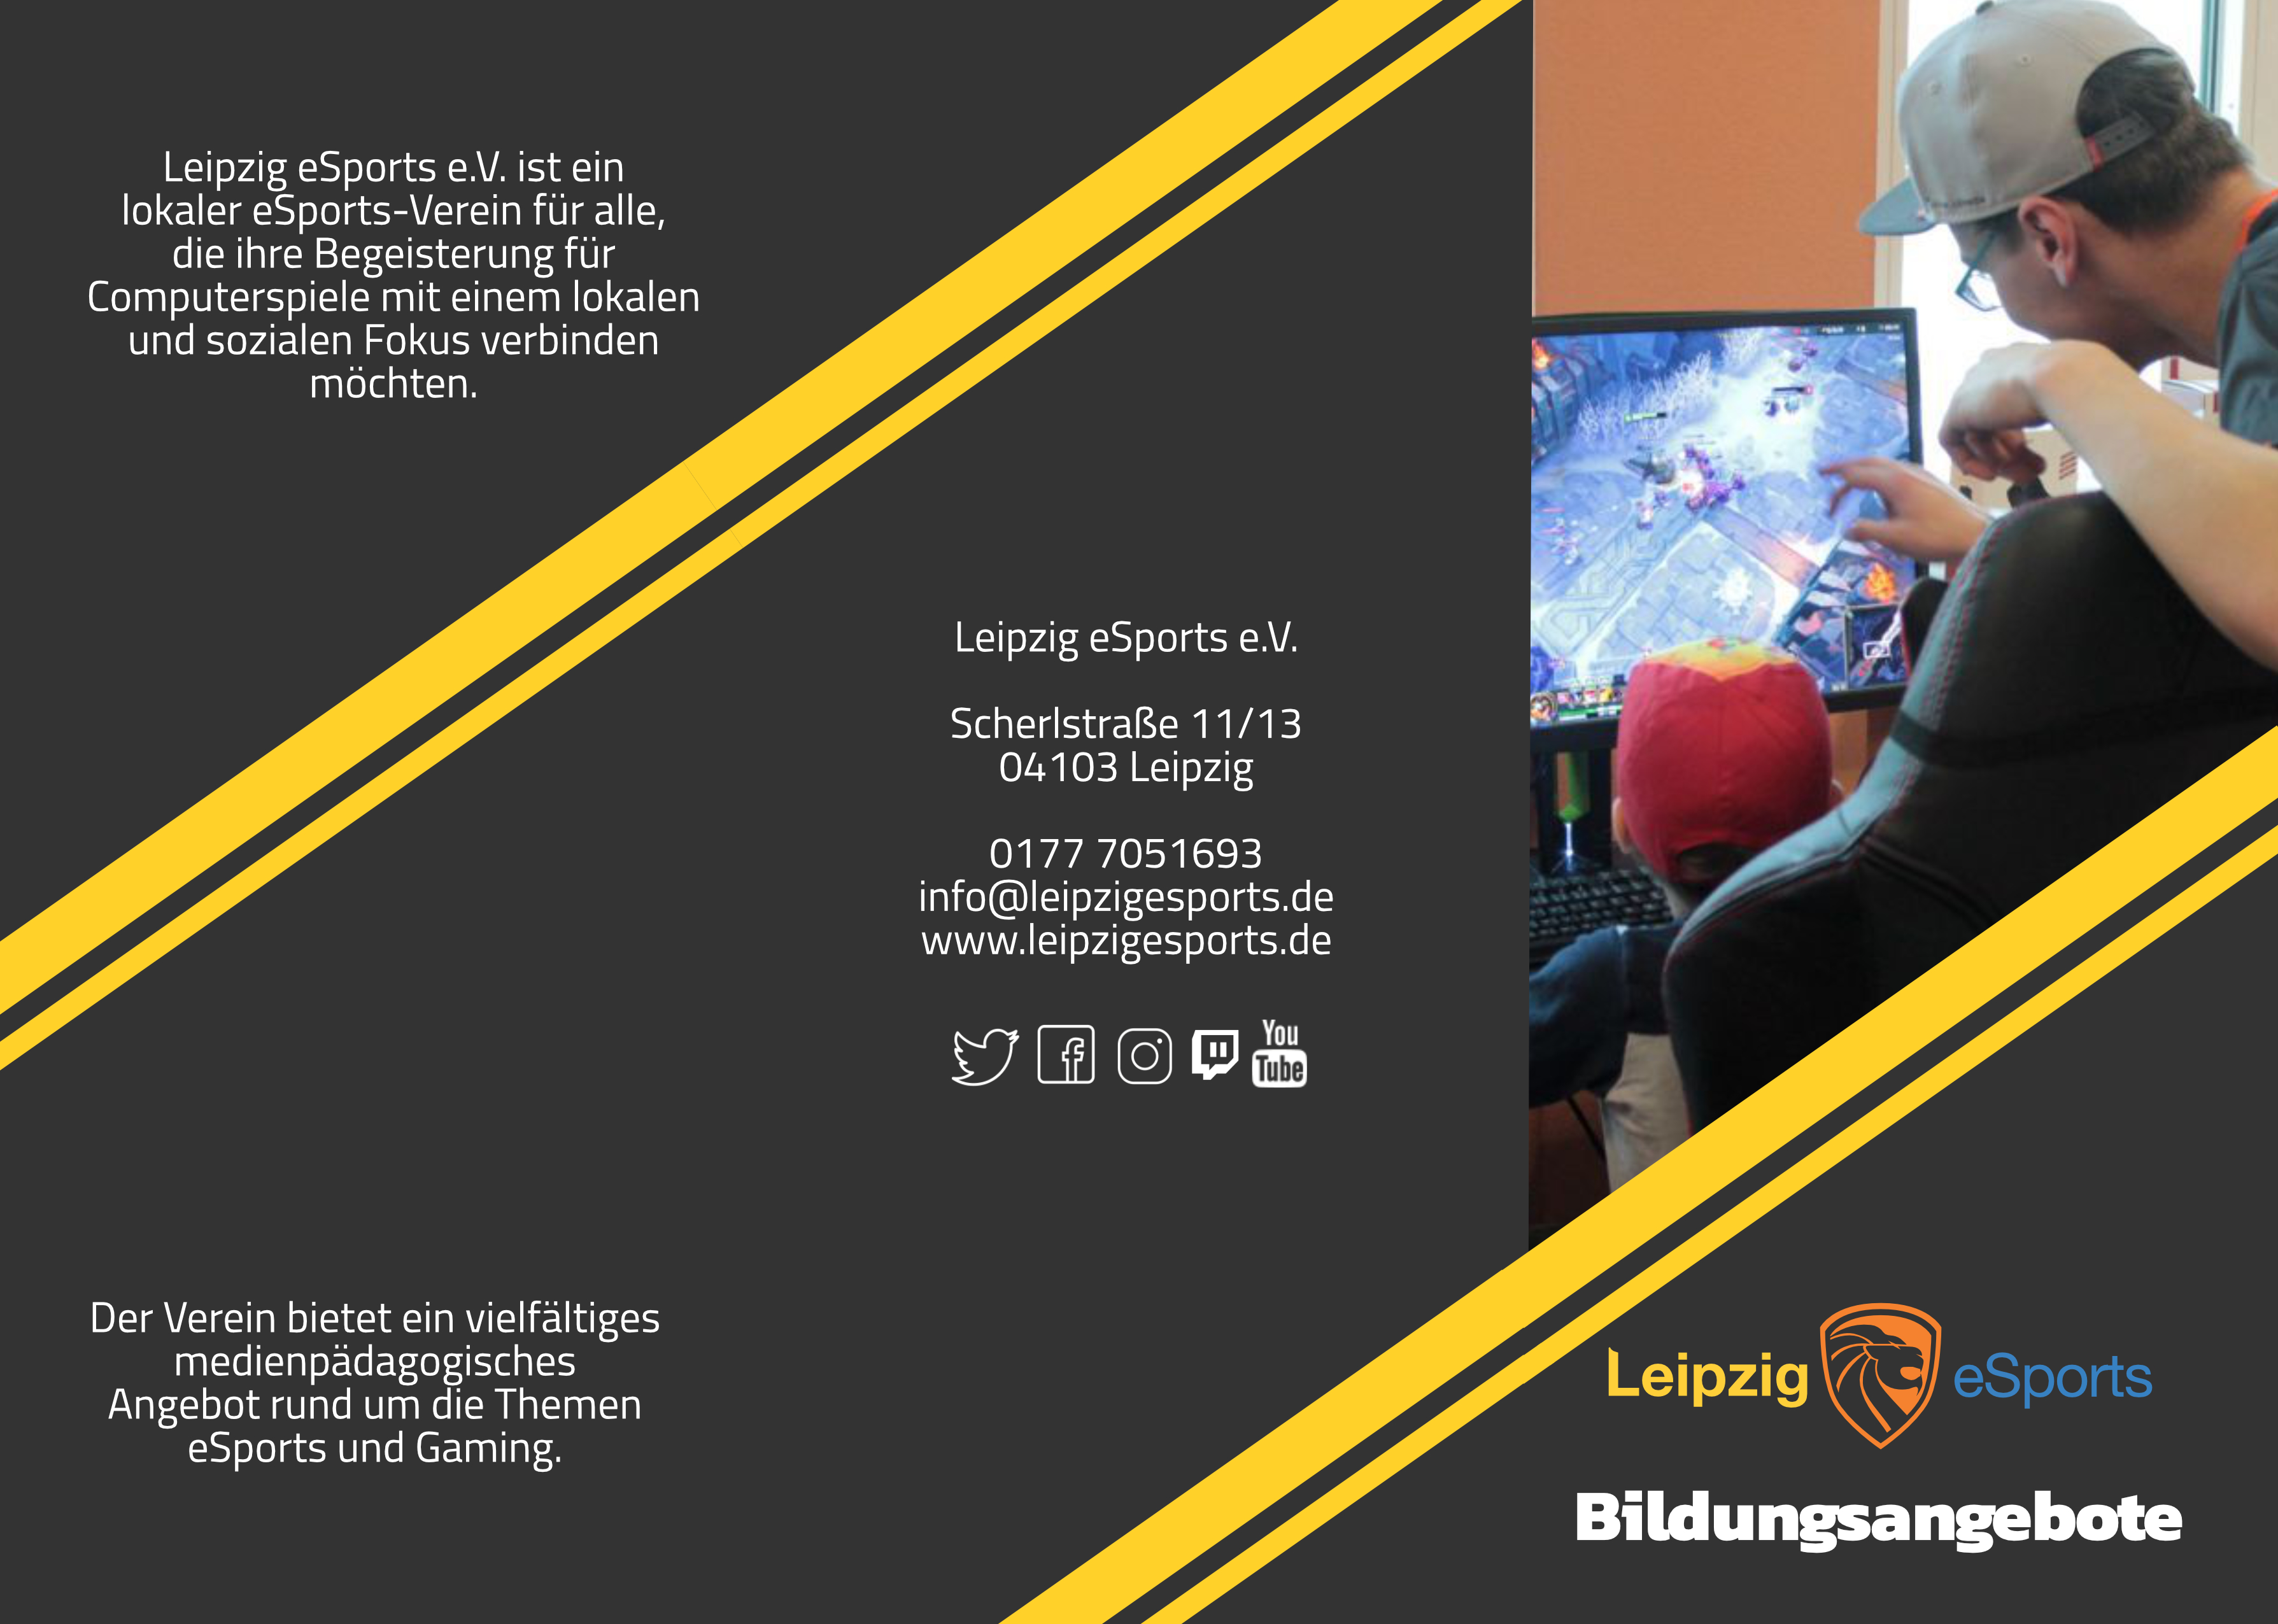 Leipzig eSports e.V. ist ein
lokaler eSports-Verein für alle,
die ihre Begeisterung für
Computerspiele mit einem lokalen
und sozialen Fokus verbinden
möchten.
Der Verein bietet ein vielfältiges
medienpädagogisches
Angebot rund um die Themen
eSports und Gaming.
Leipzig eSports e.V.
Scherlstraße 11/13
04103 Leipzig
0177 7051693
info@leipzigesports.de
www.leipzigesports.de
You
Tube
Leipzig eSports
Bildungsangebote